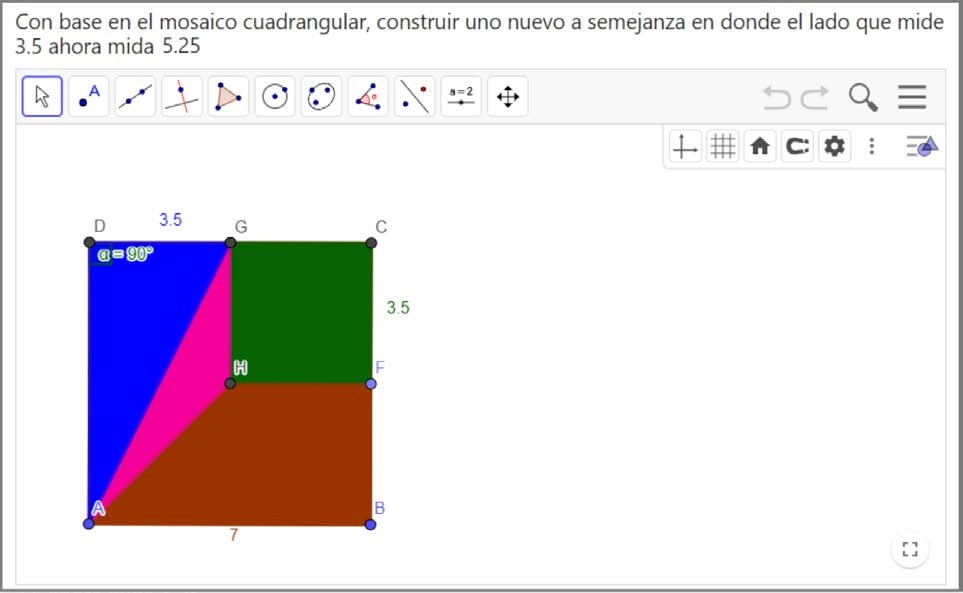 Con base en el mosaico cuadrangular, construir uno nuevo a semejanza en donde el lado que mide
3.5 ahora mida 5.25
A
a=2
D
3.5
G
C
α = 90°
3.5
H
F
A
B
7